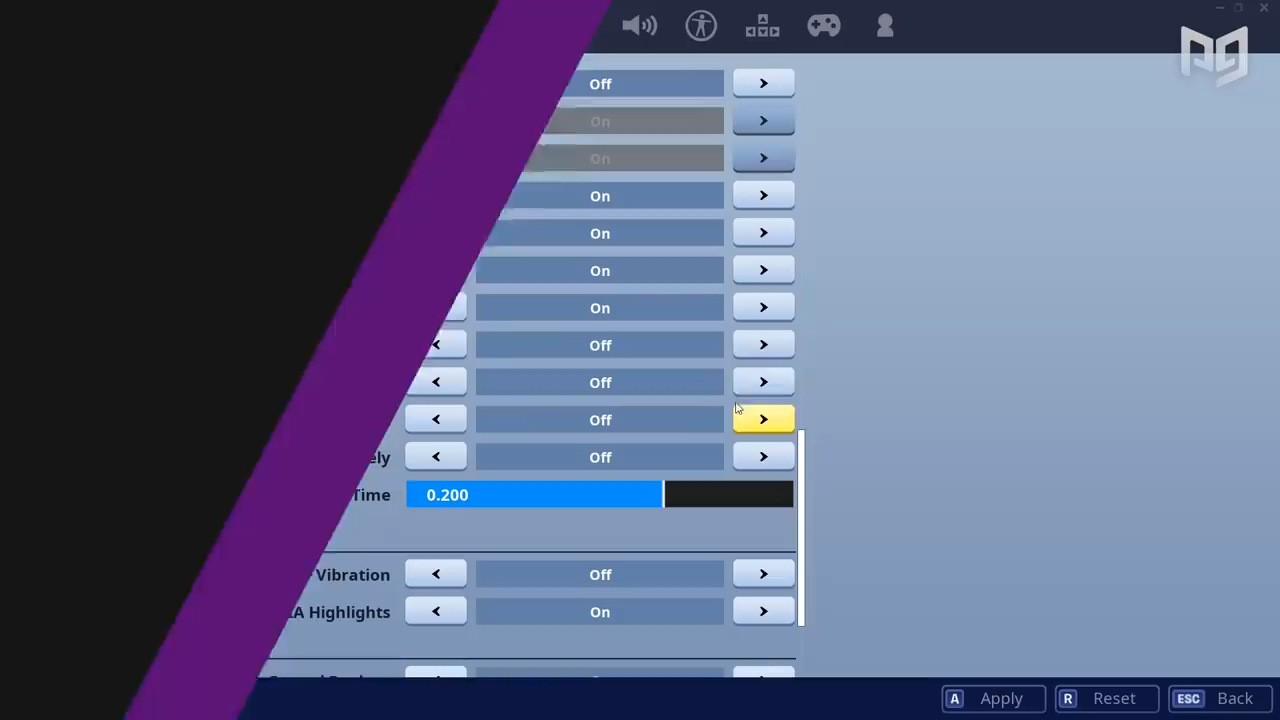 Off
On
On
On
On
On
On
Off
Off
Off
ely Off
Time 0.200
Vibration Off
A Highlights On
A Apply R Reset ESC Back